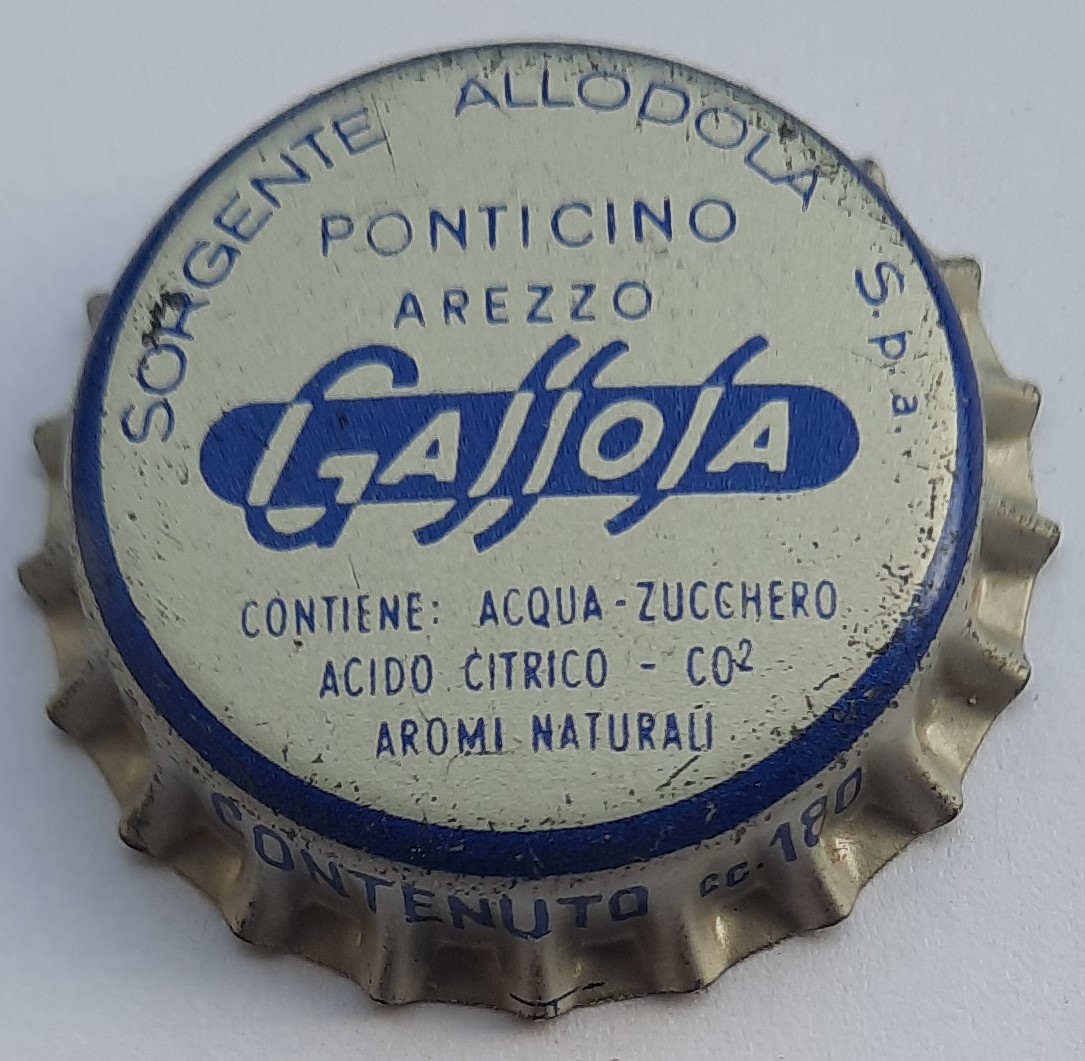 SORGENTE ALLODOLA S.p.a.
PONTICINO
AREZZO
GASSOSA
CONTIENE: ACQUA - ZUCCHERO
ACIDO CITRICO - CO²
AROMI NATURALI
CONTENUTO cc. 180